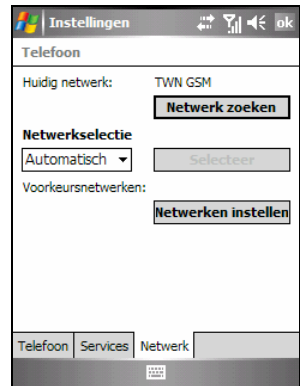 Instellingen ok
Telefoon
Huidig netwerk: TWN GSM
Netwerk zoeken
Netwerkselectie
Automatisch Selecteer
Voorkeursnetwerken:
Netwerken instellen
Telefoon Services Netwerk